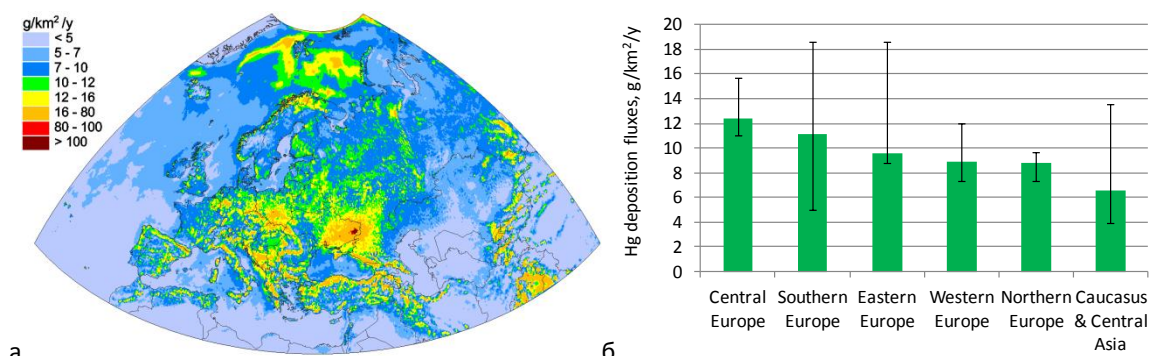 g/km²/y
< 5
5 - 7
7 - 10
10 - 12
12 - 16
16 - 80
80 - 100
> 100
а
Hg deposition fluxes, g/km²/y
20
18
16
14
12
10
8
6
4
2
0
Central Southern Eastern Western Northern Caucasus
Europe Europe Europe Europe Europe & Central
Asia
б